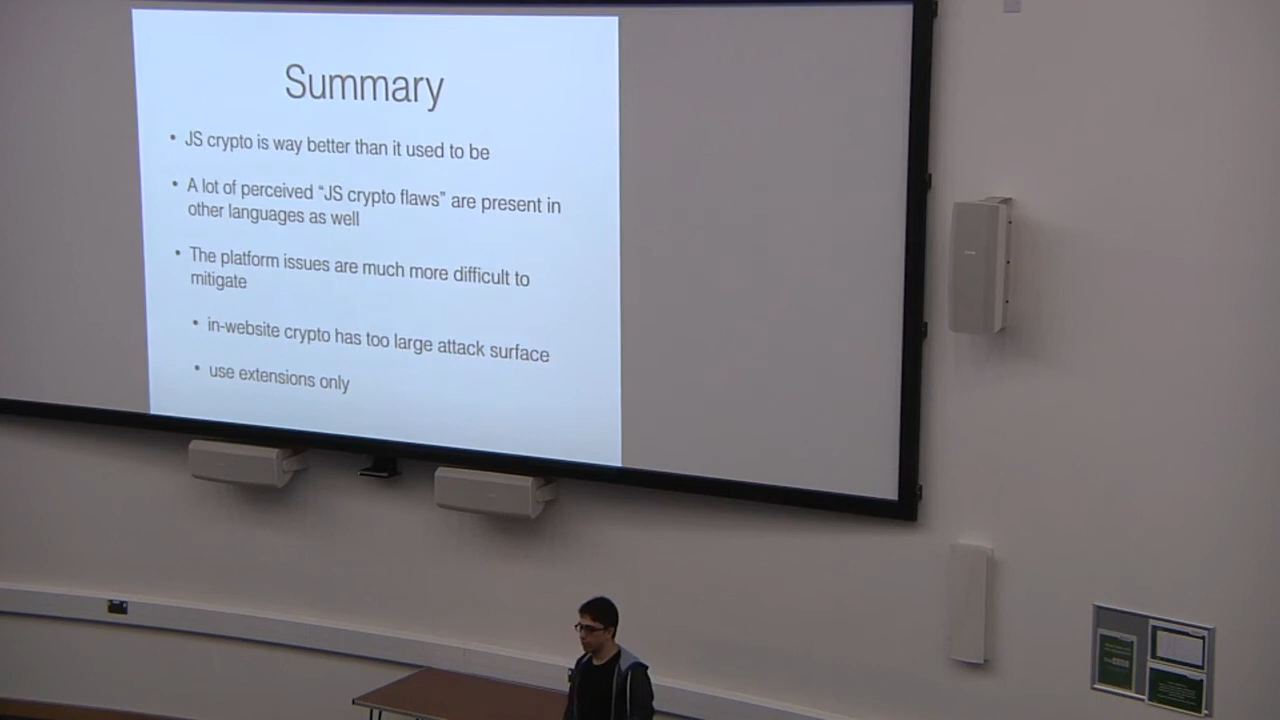 Summary
• JS crypto is way better than it used to be
• A lot of perceived “JS crypto flaws” are present in
other languages as well
• The platform issues are much more difficult to
mitigate
• in-website crypto has too large attack surface
• use extensions only